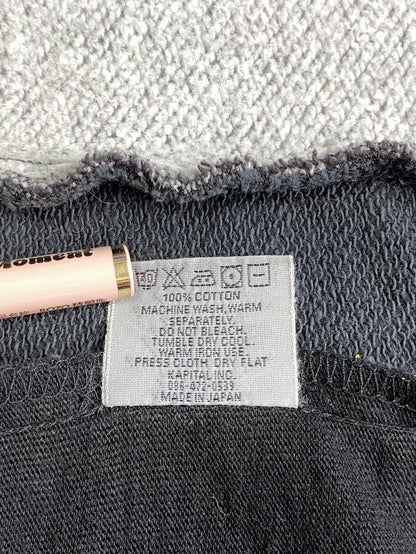 Moment
100% COTTON
MACHINE WASH,WARM
SEPARATELY.
DO NOT BLEACH.
TUMBLE DRY COOL.
WARM IRON USE.
PRESS CLOTH DRY FLAT
KAPITAL INC.
086-472-0539
MADE IN JAPAN